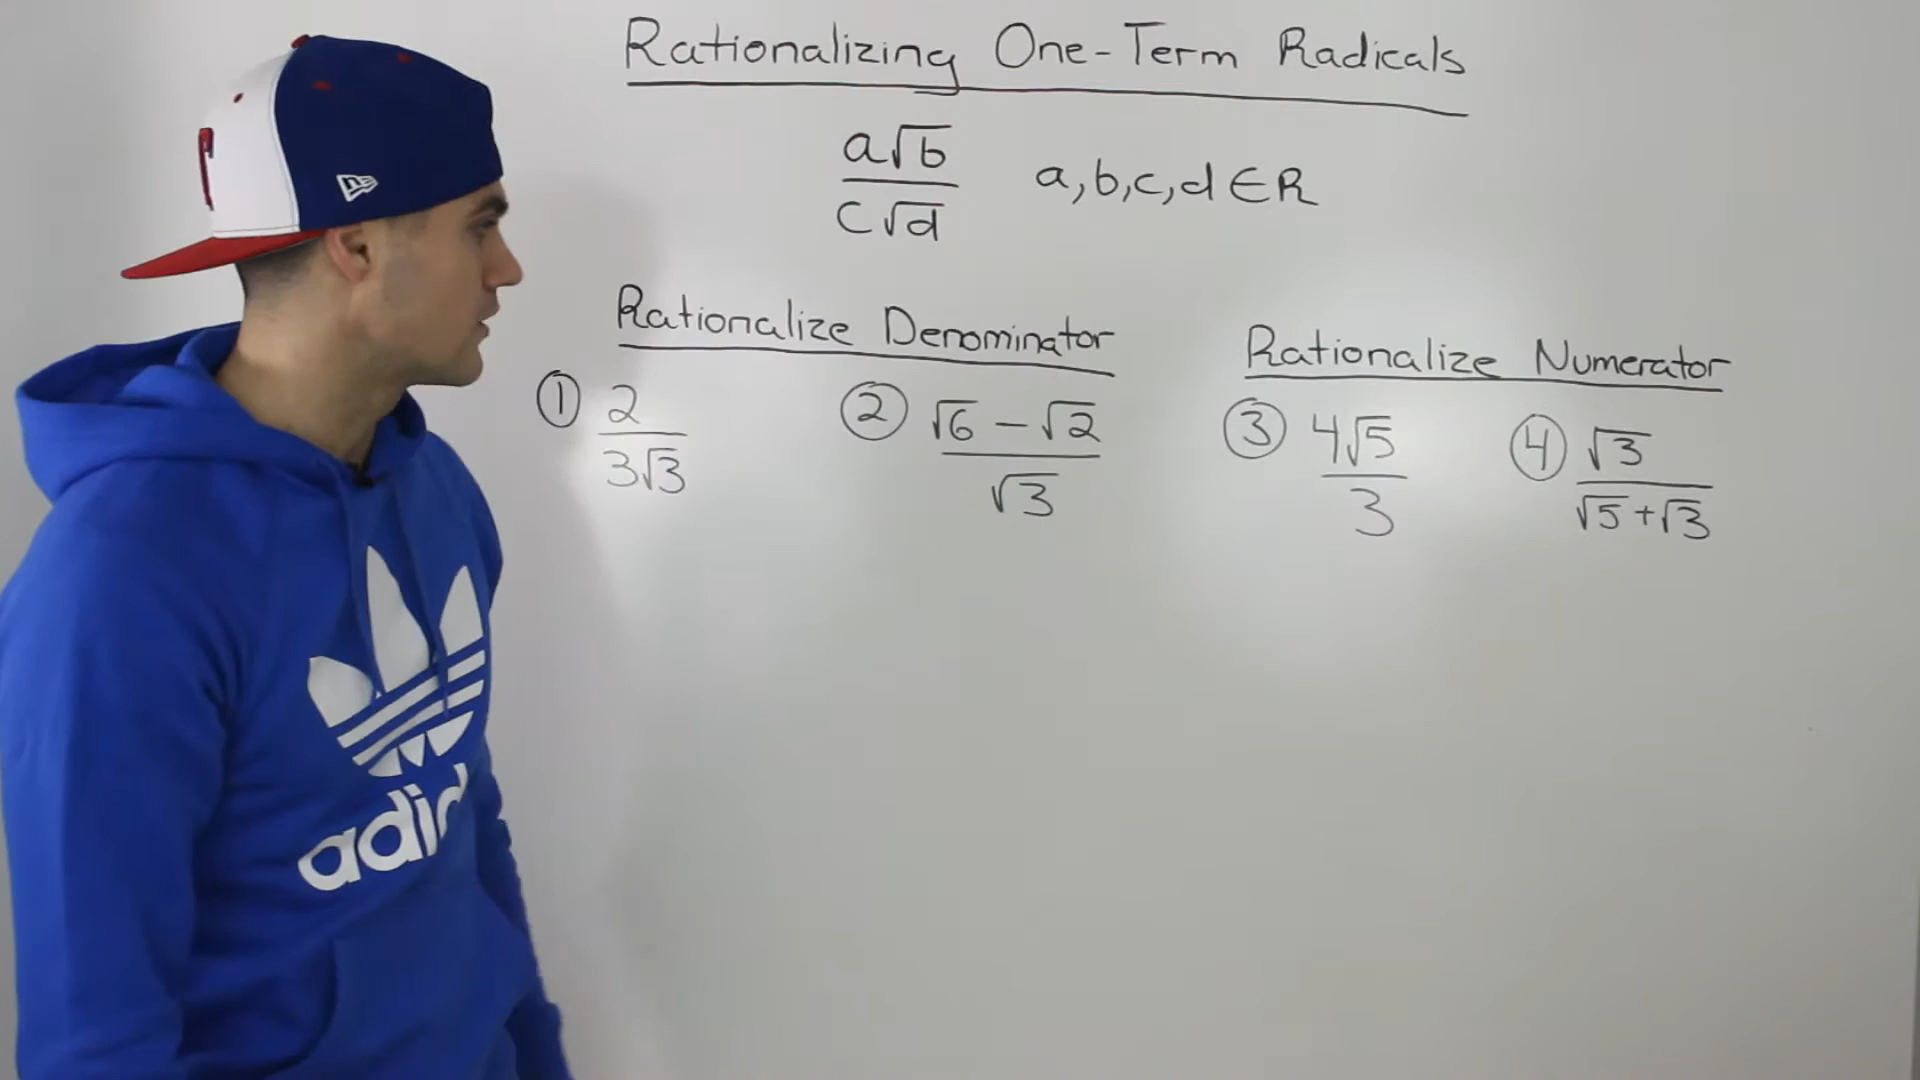 Rationalizing One-Term Radicals
a√b / c√d   a,b,c,d ∈ R
Rationalize Denominator
① 2 / 3√3   ② √6 − √2 / √3
Rationalize Numerator
③ 4√5 / 3   ④ √3 / √5 + √3
adi